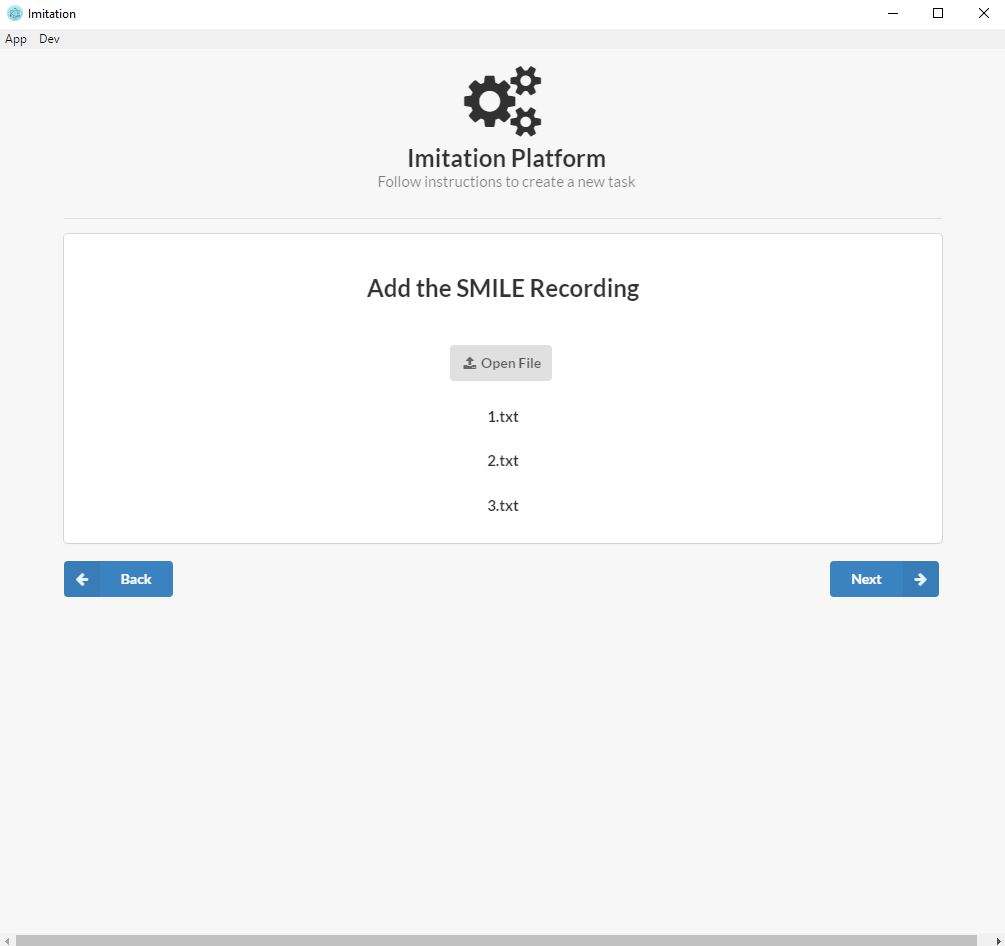 Imitation
App Dev
Imitation Platform
Follow instructions to create a new task
Add the SMILE Recording
Open File
1.txt
2.txt
3.txt
Back Next